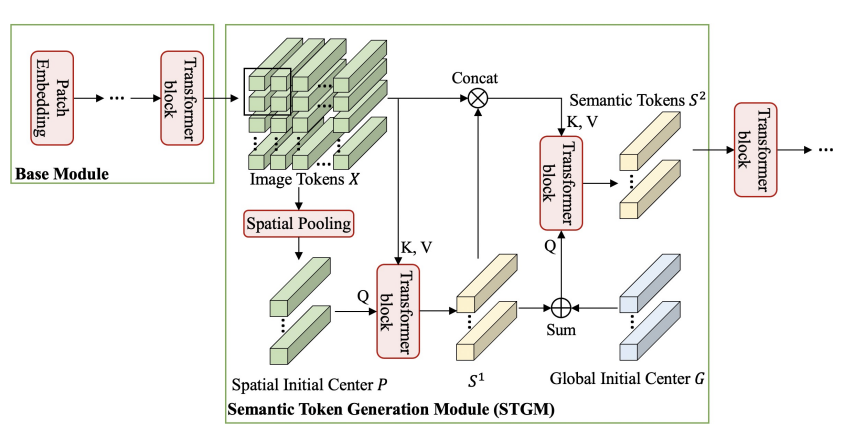 Patch
Embedding
...
Transformer
block
Base Module
Image Tokens X
Spatial Pooling
Spatial Initial Center P
Q
K, V
Transformer
block
S¹
Concat
K, V
Transformer
block
Q
Sum
Semantic Tokens S²
Global Initial Center G
Semantic Token Generation Module (STGM)
Transformer
block
...